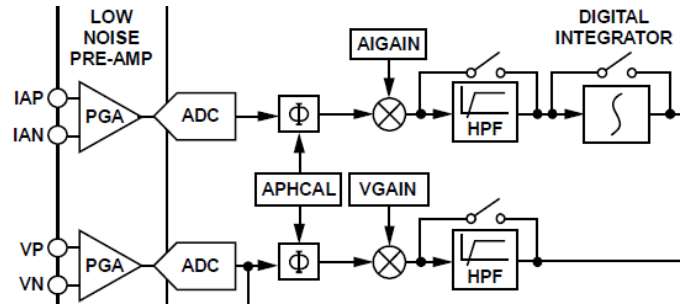 LOW
NOISE
PRE-AMP
DIGITAL
INTEGRATOR
AIGAIN
IAP
IAN
PGA
ADC
Φ
HPF
APHCAL
VGAIN
VP
VN
PGA
ADC
Φ
HPF